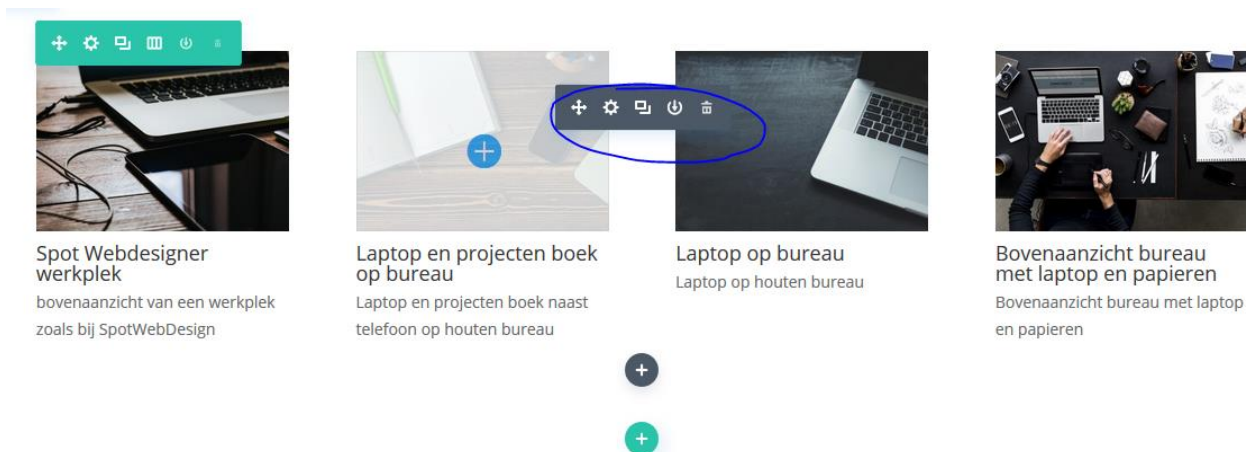 Spot Webdesigner
werkplek
bovenaanzicht van een werkplek
zoals bij SpotWebDesign
Laptop en projecten boek
op bureau
Laptop en projecten boek naast
telefoon op houten bureau
Laptop op bureau
Laptop op houten bureau
Bovenaanzicht bureau
met laptop en papieren
Bovenaanzicht bureau met laptop
en papieren